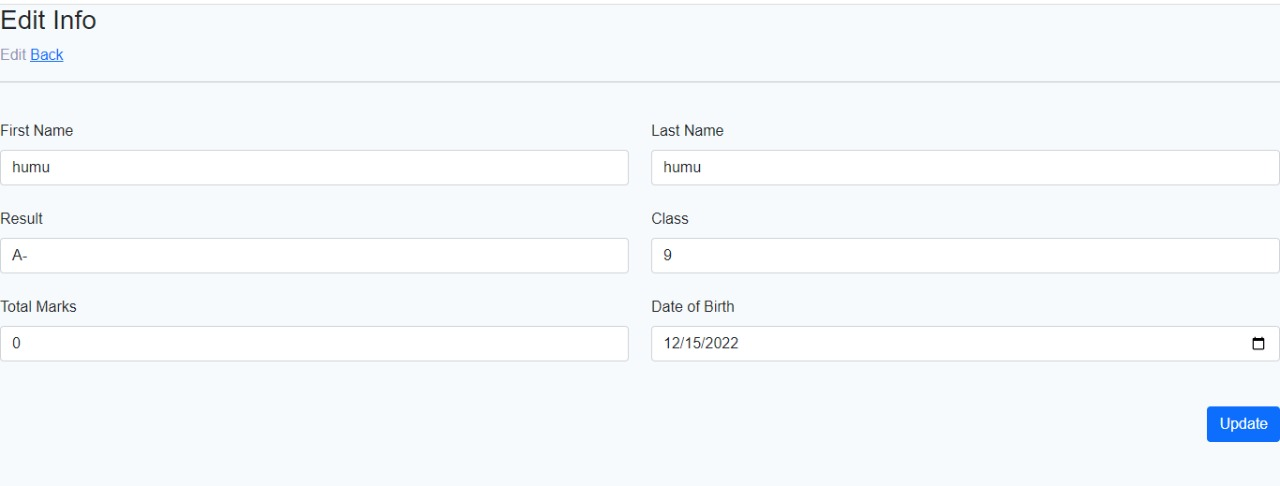 Edit Info
Edit Back
First Name
Last Name
humu
humu
Result
Class
A-
9
Total Marks
Date of Birth
0
12/15/2022
Update